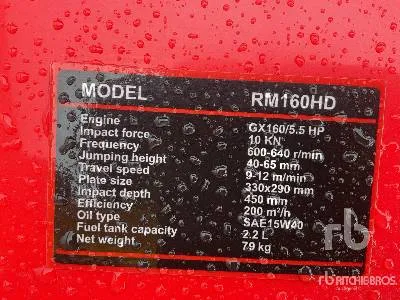 MODEL RM160HD
Engine GX160/5.5 HP
Impact force 10 KN
Frequency 600-640 r/min
Jumping height 40-65 mm
Travel speed 9-12 m/min
Plate size 330x290 mm
Impact depth 450 mm
Efficiency 200 m²/h
Oil type SAE15W40
Fuel tank capacity 2.2 L
Net weight 79 kg
rb
RITCHIE BROS.